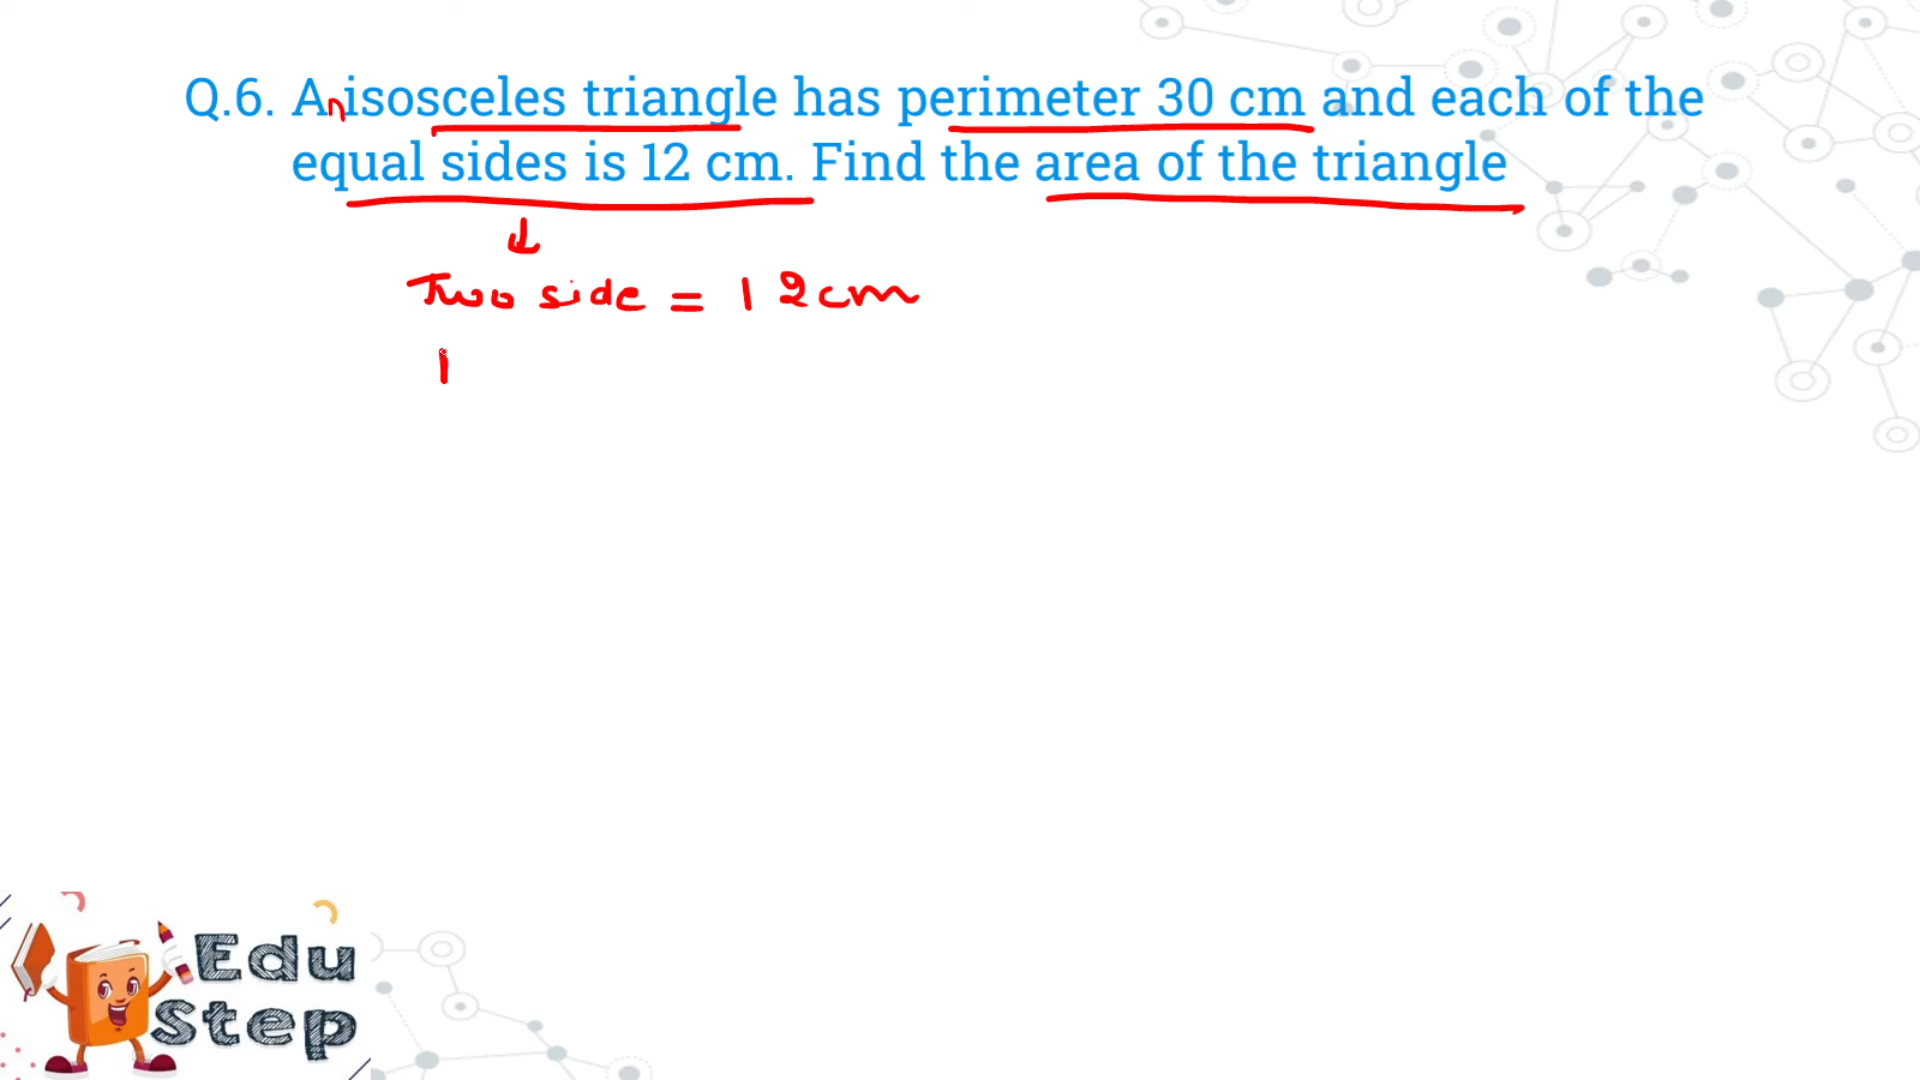 Q.6. An isosceles triangle has perimeter 30 cm and each of the
equal sides is 12 cm. Find the area of the triangle
Two side = 12cm
Edu
Step